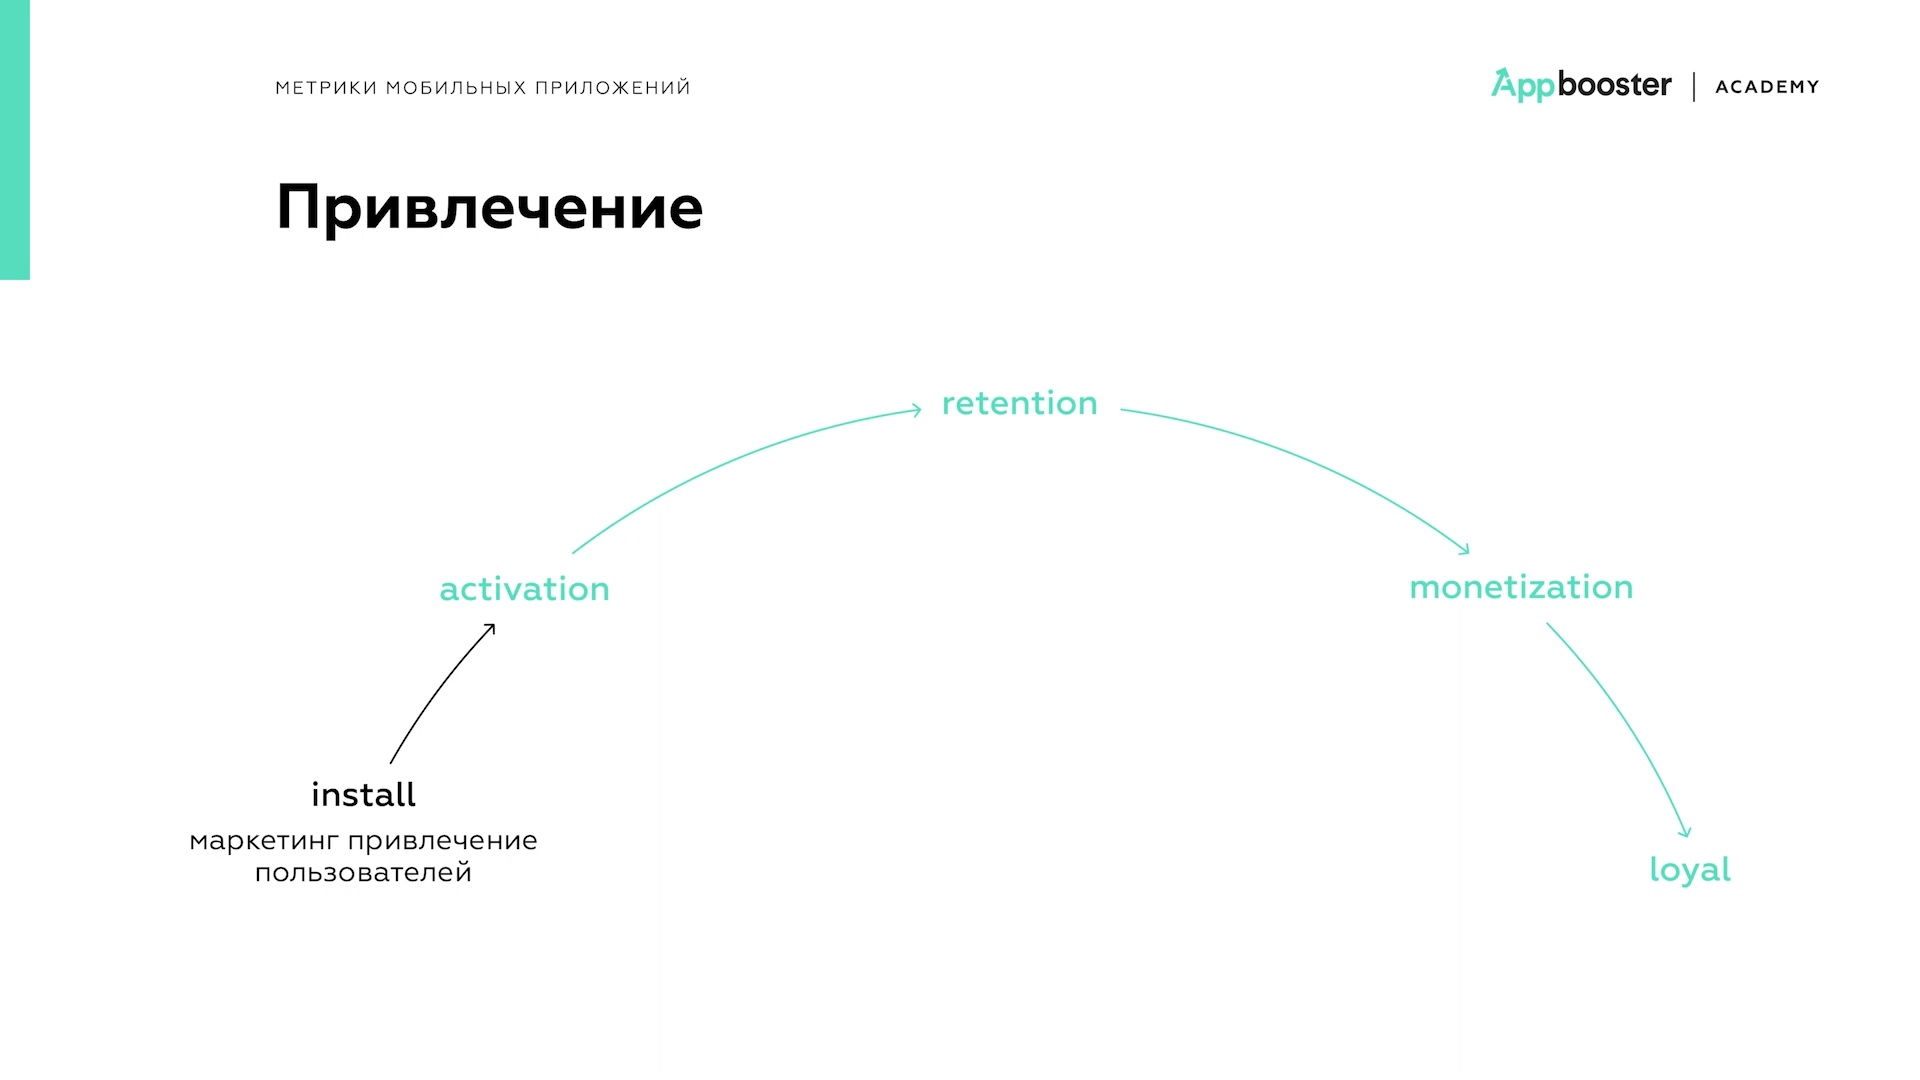 МЕТРИКИ МОБИЛЬНЫХ ПРИЛОЖЕНИЙ
Appbooster | ACADEMY
Привлечение
retention
activation
monetization
install
маркетинг привлечение
пользователей
loyal